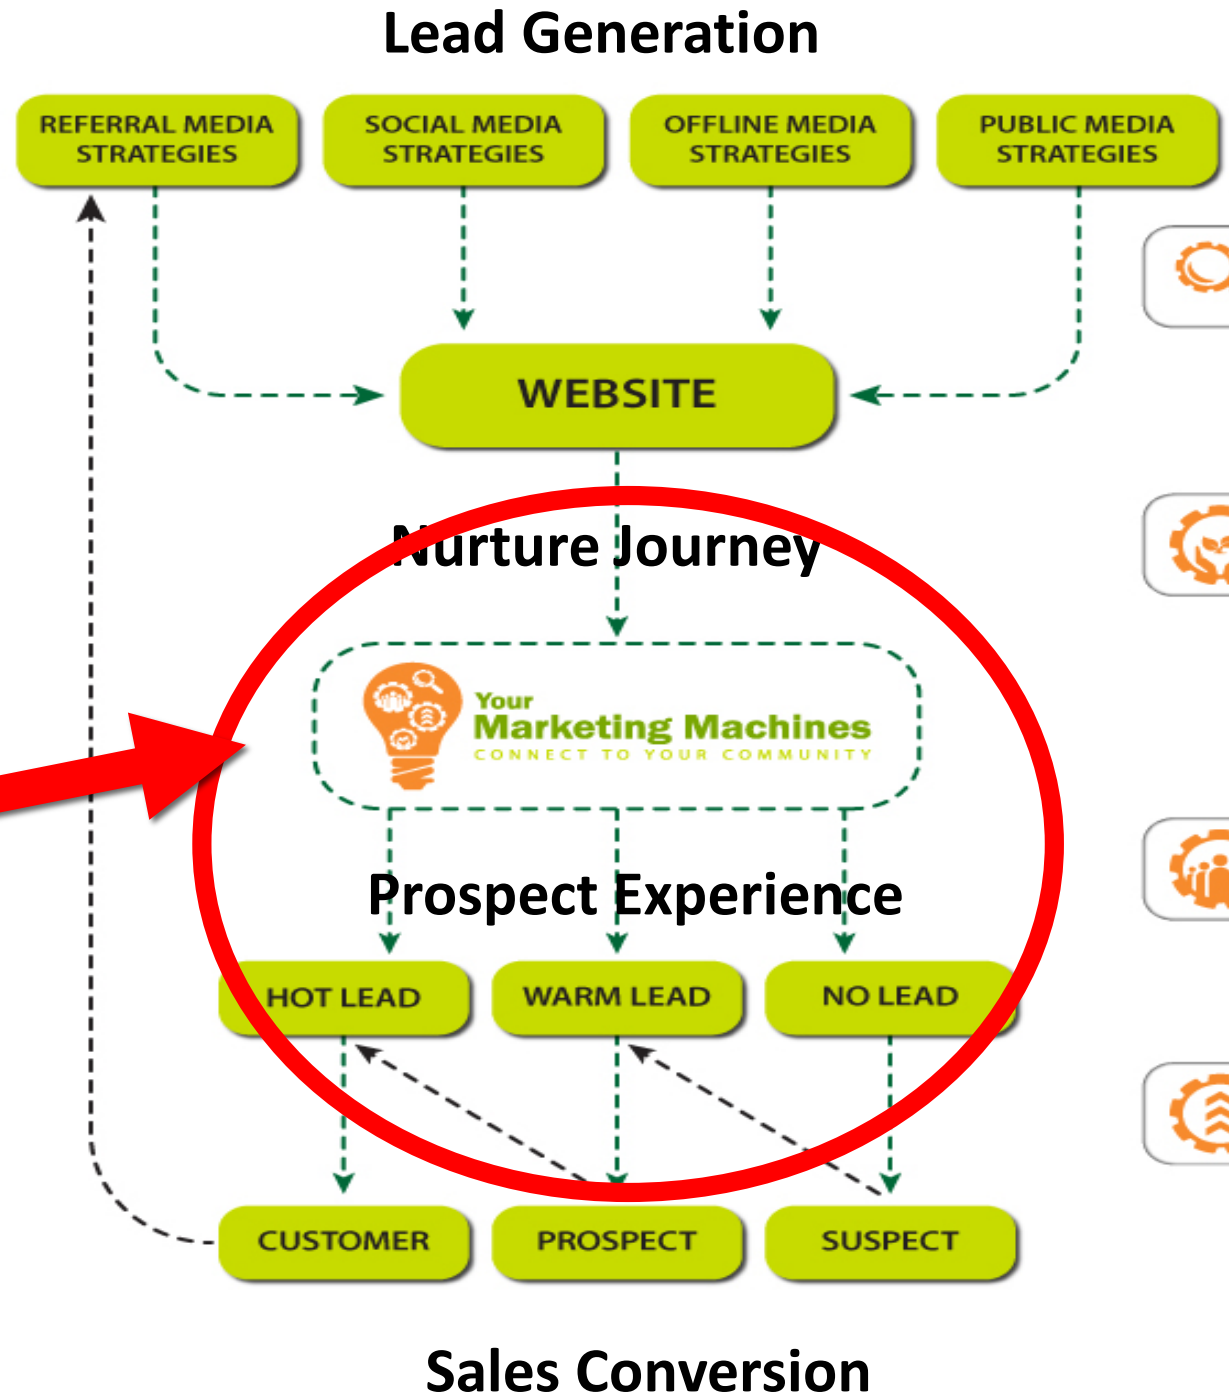 Lead Generation
REFERRAL MEDIA
STRATEGIES
SOCIAL MEDIA
STRATEGIES
OFFLINE MEDIA
STRATEGIES
PUBLIC MEDIA
STRATEGIES
WEBSITE
Nurture Journey
Your
Marketing Machines
CONNECT TO YOUR COMMUNITY
Prospect Experience
HOT LEAD
WARM LEAD
NO LEAD
CUSTOMER
PROSPECT
SUSPECT
Sales Conversion